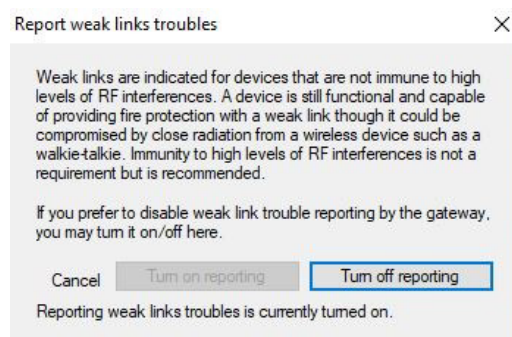 Report weak links troubles
Weak links are indicated for devices that are not immune to high
levels of RF interferences. A device is still functional and capable
of providing fire protection with a weak link though it could be
compromised by close radiation from a wireless device such as a
walkie-talkie. Immunity to high levels of RF interferences is not a
requirement but is recommended.
If you prefer to disable weak link trouble reporting by the gateway,
you may turn it on/off here.
Cancel Turn on reporting Turn off reporting
Reporting weak links troubles is currently turned on.